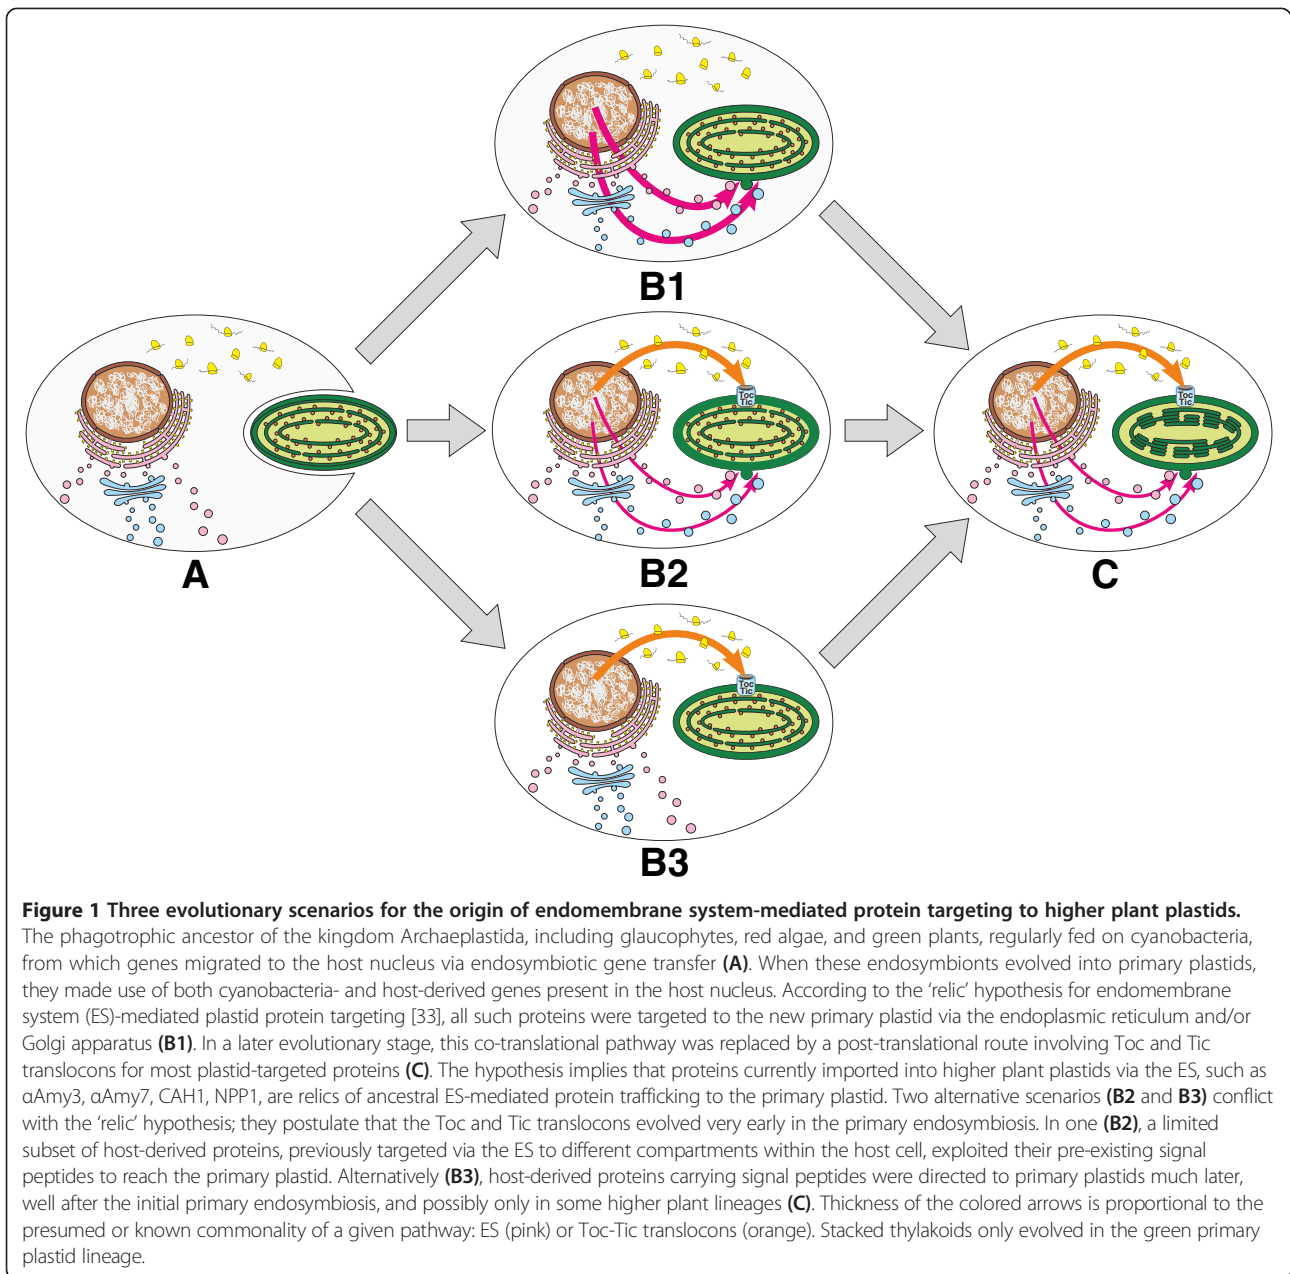 B1
Toc
Tic
Toc
Tic
A
B2
C
Toc
Tic
B3
Figure 1 Three evolutionary scenarios for the origin of endomembrane system-mediated protein targeting to higher plant plastids.
The phagotrophic ancestor of the kingdom Archaeplastida, including glaucophytes, red algae, and green plants, regularly fed on cyanobacteria,
from which genes migrated to the host nucleus via endosymbiotic gene transfer (A). When these endosymbionts evolved into primary plastids,
they made use of both cyanobacteria- and host-derived genes present in the host nucleus. According to the ‘relic’ hypothesis for endomembrane
system (ES)-mediated plastid protein targeting [33], all such proteins were targeted to the new primary plastid via the endoplasmic reticulum and/or
Golgi apparatus (B1). In a later evolutionary stage, this co-translational pathway was replaced by a post-translational route involving Toc and Tic
translocons for most plastid-targeted proteins (C). The hypothesis implies that proteins currently imported into higher plant plastids via the ES, such as
αAmy3, αAmy7, CAH1, NPP1, are relics of ancestral ES-mediated protein trafficking to the primary plastid. Two alternative scenarios (B2 and B3) conflict
with the ‘relic’ hypothesis; they postulate that the Toc and Tic translocons evolved very early in the primary endosymbiosis. In one (B2), a limited
subset of host-derived proteins, previously targeted via the ES to different compartments within the host cell, exploited their pre-existing signal
peptides to reach the primary plastid. Alternatively (B3), host-derived proteins carrying signal peptides were directed to primary plastids much later,
well after the initial primary endosymbiosis, and possibly only in some higher plant lineages (C). Thickness of the colored arrows is proportional to the
presumed or known commonality of a given pathway: ES (pink) or Toc-Tic translocons (orange). Stacked thylakoids only evolved in the green primary
plastid lineage.